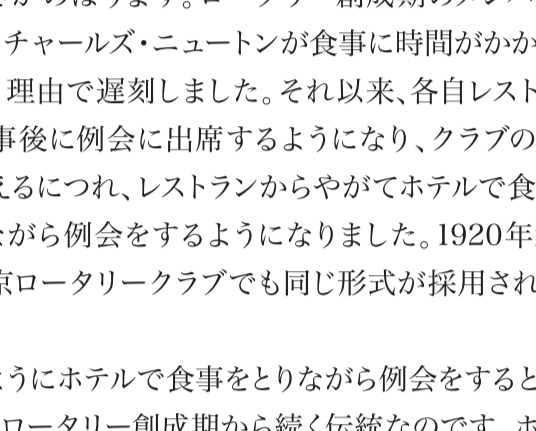 チャールズ・ニュートンが食事に時間がかか
理由で遅刻しました。それ以来、各自レスト
事後に例会に出席するようになり、クラブの
えるにつれ、レストランからやがてホテルで食
ながら例会をするようになりました。1920年
京ロータリークラブでも同じ形式が採用され
ようにホテルで食事をとりながら例会をすると
ロータリー創成期から続く伝統なのです。ホ